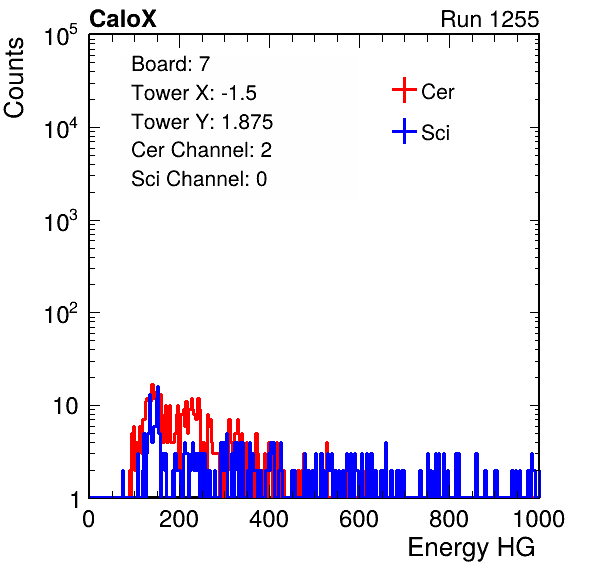 CaloX Run 1255
Counts
10^5
10^4
10^3
10^2
10
1
Board: 7
Tower X: -1.5
Tower Y: 1.875
Cer Channel: 2
Sci Channel: 0
Cer
Sci
0 200 400 600 800 1000
Energy HG